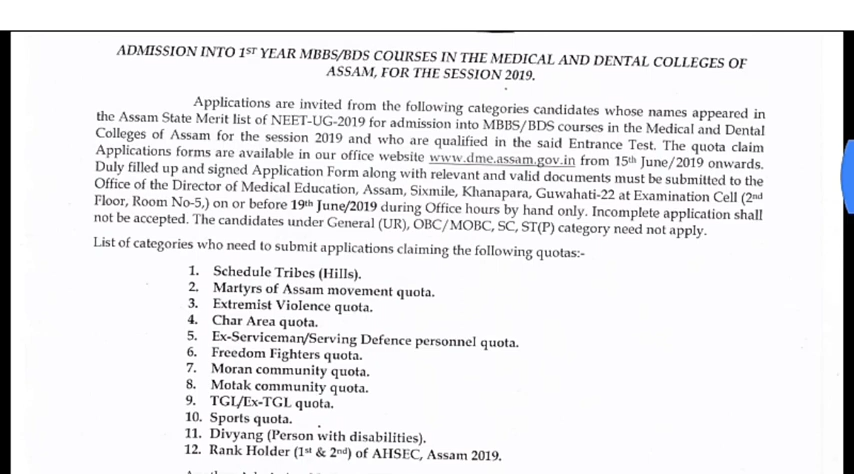 ADMISSION INTO 1ST YEAR MBBS/BDS COURSES IN THE MEDICAL AND DENTAL COLLEGES OF
ASSAM, FOR THE SESSION 2019.
Applications are invited from the following categories candidates whose names appeared in
the Assam State Merit list of NEET-UG-2019 for admission into MBBS/BDS courses in the Medical and Dental
Colleges of Assam for the session 2019 and who are qualified in the said Entrance Test. The quota claim
Applications forms are available in our office website www.dme.assam.gov.in from 15th June/2019 onwards.
Duly filled up and signed Application Form along with relevant and valid documents must be submitted to the
Office of the Director of Medical Education, Assam, Sixmile, Khanapara, Guwahati-22 at Examination Cell (2nd
Floor, Room No-5,) on or before 19th June/2019 during Office hours by hand only. Incomplete application shall
not be accepted. The candidates under General (UR), OBC/MOBC, SC, ST(P) category need not apply.
List of categories who need to submit applications claiming the following quotas:-
1. Schedule Tribes (Hills).
2. Martyrs of Assam movement quota.
3. Extremist Violence quota.
4. Char Area quota.
5. Ex-Serviceman/Serving Defence personnel quota.
6. Freedom Fighters quota.
7. Moran community quota.
8. Motak community quota.
9. TGL/Ex-TGL quota.
10. Sports quota.
11. Divyang (Person with disabilities).
12. Rank Holder (1st & 2nd) of AHSEC, Assam 2019.